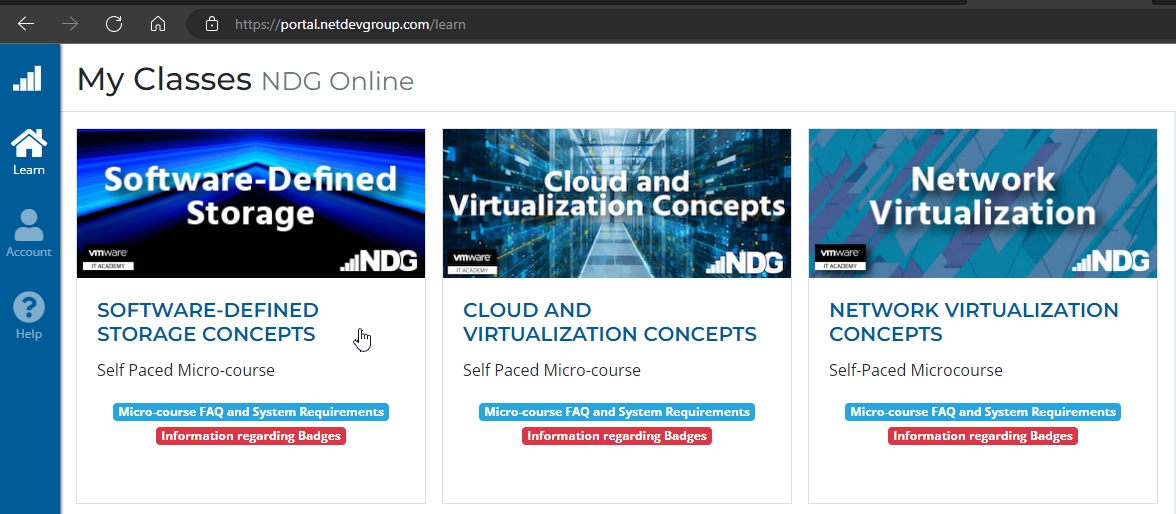 https://portal.netdevgroup.com/learn
My Classes NDG Online
Learn
Account
Help
Software-Defined
Storage
vmware
IT ACADEMY
NDG
SOFTWARE-DEFINED
STORAGE CONCEPTS
Self Paced Micro-course
Micro-course FAQ and System Requirements
Information regarding Badges
Cloud and
Virtualization Concepts
vmware
IT ACADEMY
NDG
CLOUD AND
VIRTUALIZATION CONCEPTS
Self Paced Micro-course
Micro-course FAQ and System Requirements
Information regarding Badges
Network
Virtualization
vmware
IT ACADEMY
NDG
NETWORK VIRTUALIZATION
CONCEPTS
Self-Paced Microcourse
Micro-course FAQ and System Requirements
Information regarding Badges